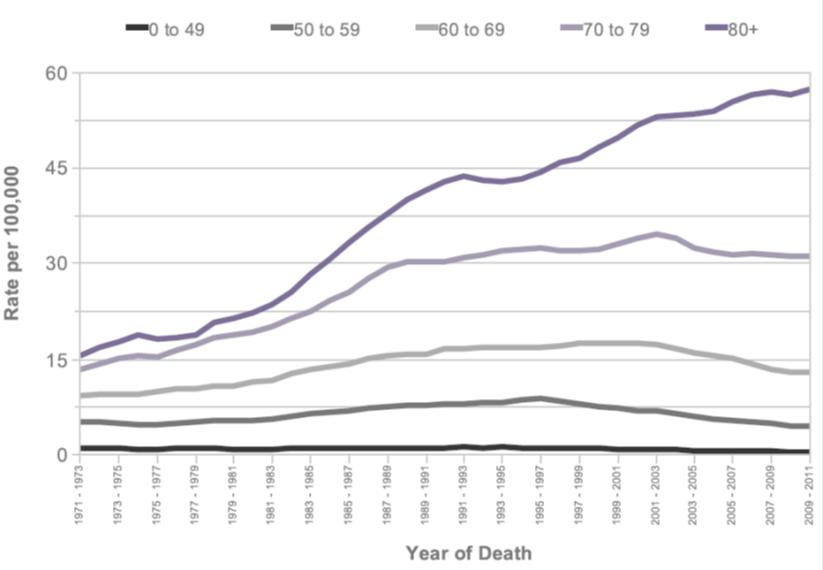 0 to 49 50 to 59 60 to 69 70 to 79 80+
60
45
30
15
0
Rate per 100,000
1971 - 1973
1973 - 1975
1975 - 1977
1977 - 1979
1979 - 1981
1981 - 1983
1983 - 1985
1985 - 1987
1987 - 1989
1989 - 1991
1991 - 1993
1993 - 1995
1995 - 1997
1997 - 1999
1999 - 2001
2001 - 2003
2003 - 2005
2005 - 2007
2007 - 2009
2009 - 2011
Year of Death